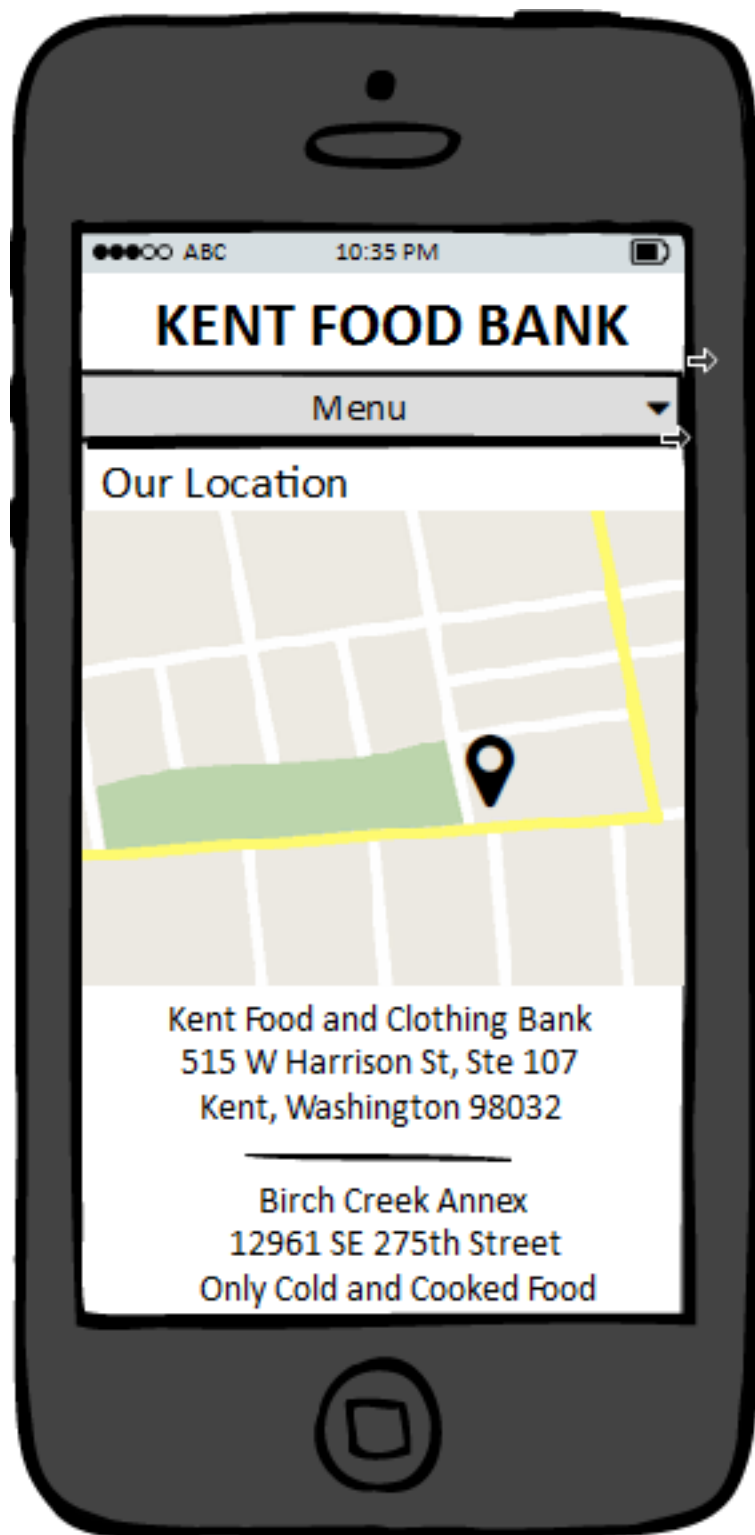 ABC 10:35 PM
KENT FOOD BANK
Menu
Our Location
Kent Food and Clothing Bank
515 W Harrison St, Ste 107
Kent, Washington 98032
Birch Creek Annex
12961 SE 275th Street
Only Cold and Cooked Food